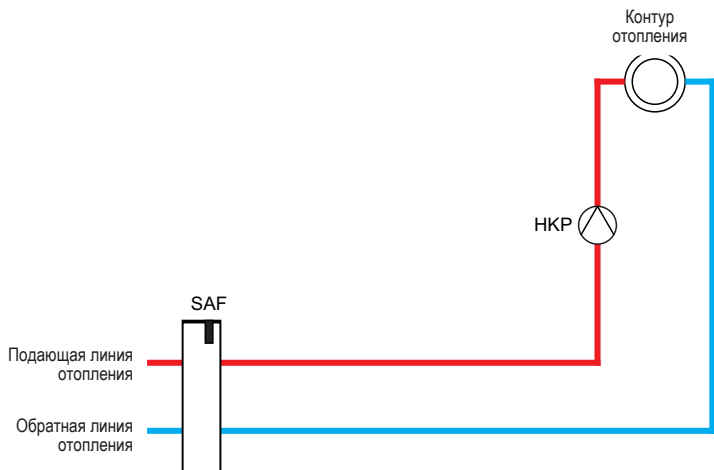 Контур
отопления
НКР
SAF
Подающая линия
отопления
Обратная линия
отопления